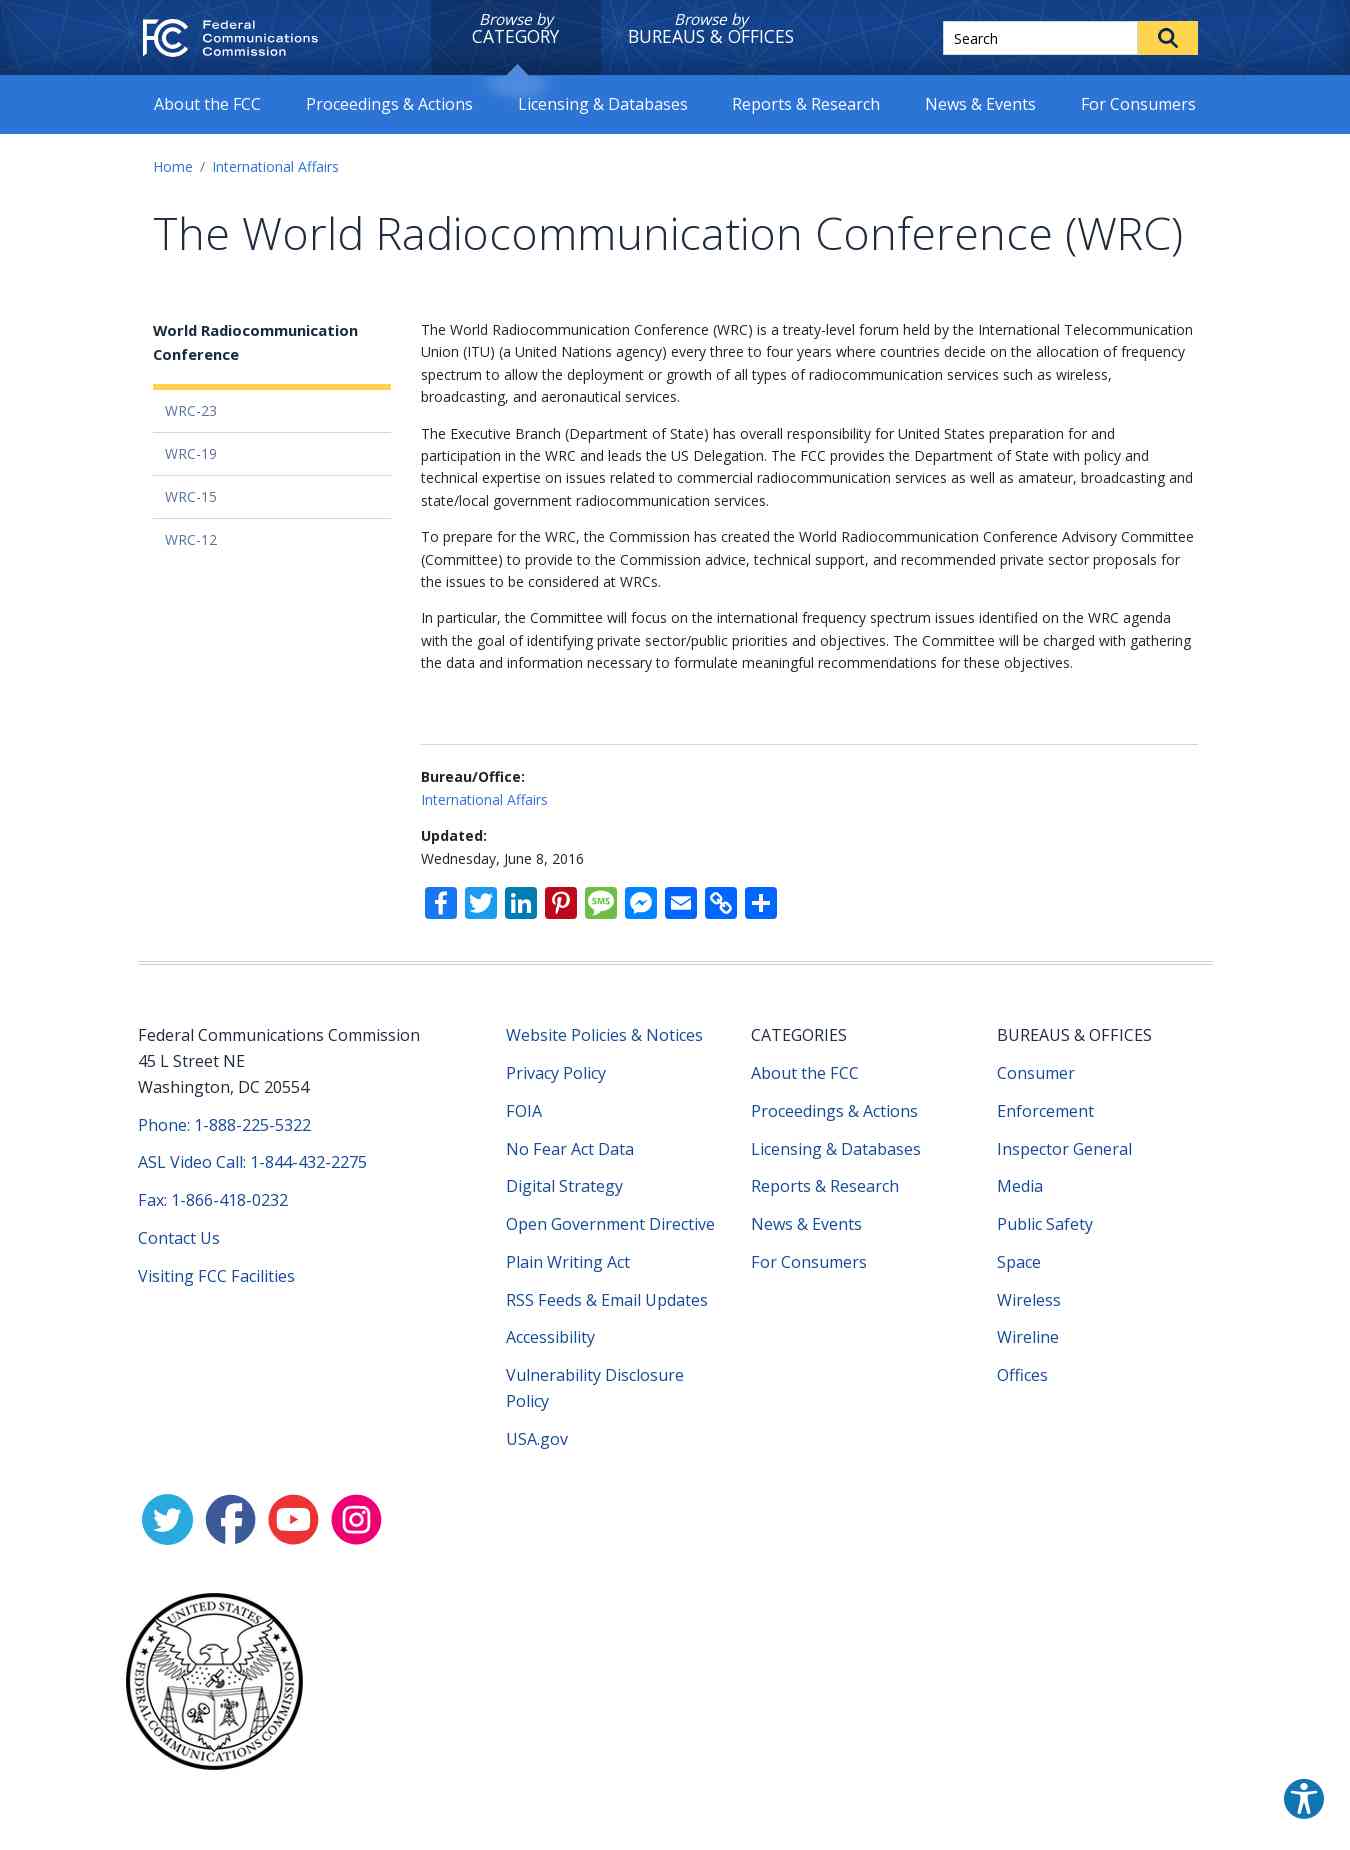 Federal
Communications
Commission
Browse by
CATEGORY
Browse by
BUREAUS & OFFICES
Search
About the FCC
Proceedings & Actions
Licensing & Databases
Reports & Research
News & Events
For Consumers
Home / International Affairs
The World Radiocommunication Conference (WRC)
World Radiocommunication
Conference
WRC-23
WRC-19
WRC-15
WRC-12
The World Radiocommunication Conference (WRC) is a treaty-level forum held by the International Telecommunication
Union (ITU) (a United Nations agency) every three to four years where countries decide on the allocation of frequency
spectrum to allow the deployment or growth of all types of radiocommunication services such as wireless,
broadcasting, and aeronautical services.
The Executive Branch (Department of State) has overall responsibility for United States preparation for and
participation in the WRC and leads the US Delegation. The FCC provides the Department of State with policy and
technical expertise on issues related to commercial radiocommunication services as well as amateur, broadcasting and
state/local government radiocommunication services.
To prepare for the WRC, the Commission has created the World Radiocommunication Conference Advisory Committee
(Committee) to provide to the Commission advice, technical support, and recommended private sector proposals for
the issues to be considered at WRCs.
In particular, the Committee will focus on the international frequency spectrum issues identified on the WRC agenda
with the goal of identifying private sector/public priorities and objectives. The Committee will be charged with gathering
the data and information necessary to formulate meaningful recommendations for these objectives.
Bureau/Office:
International Affairs
Updated:
Wednesday, June 8, 2016
SMS
Federal Communications Commission
45 L Street NE
Washington, DC 20554
Phone: 1-888-225-5322
ASL Video Call: 1-844-432-2275
Fax: 1-866-418-0232
Contact Us
Visiting FCC Facilities
Website Policies & Notices
Privacy Policy
FOIA
No Fear Act Data
Digital Strategy
Open Government Directive
Plain Writing Act
RSS Feeds & Email Updates
Accessibility
Vulnerability Disclosure
Policy
USA.gov
CATEGORIES
About the FCC
Proceedings & Actions
Licensing & Databases
Reports & Research
News & Events
For Consumers
BUREAUS & OFFICES
Consumer
Enforcement
Inspector General
Media
Public Safety
Space
Wireless
Wireline
Offices
UNITED STATES
FEDERAL COMMUNICATIONS COMMISSION